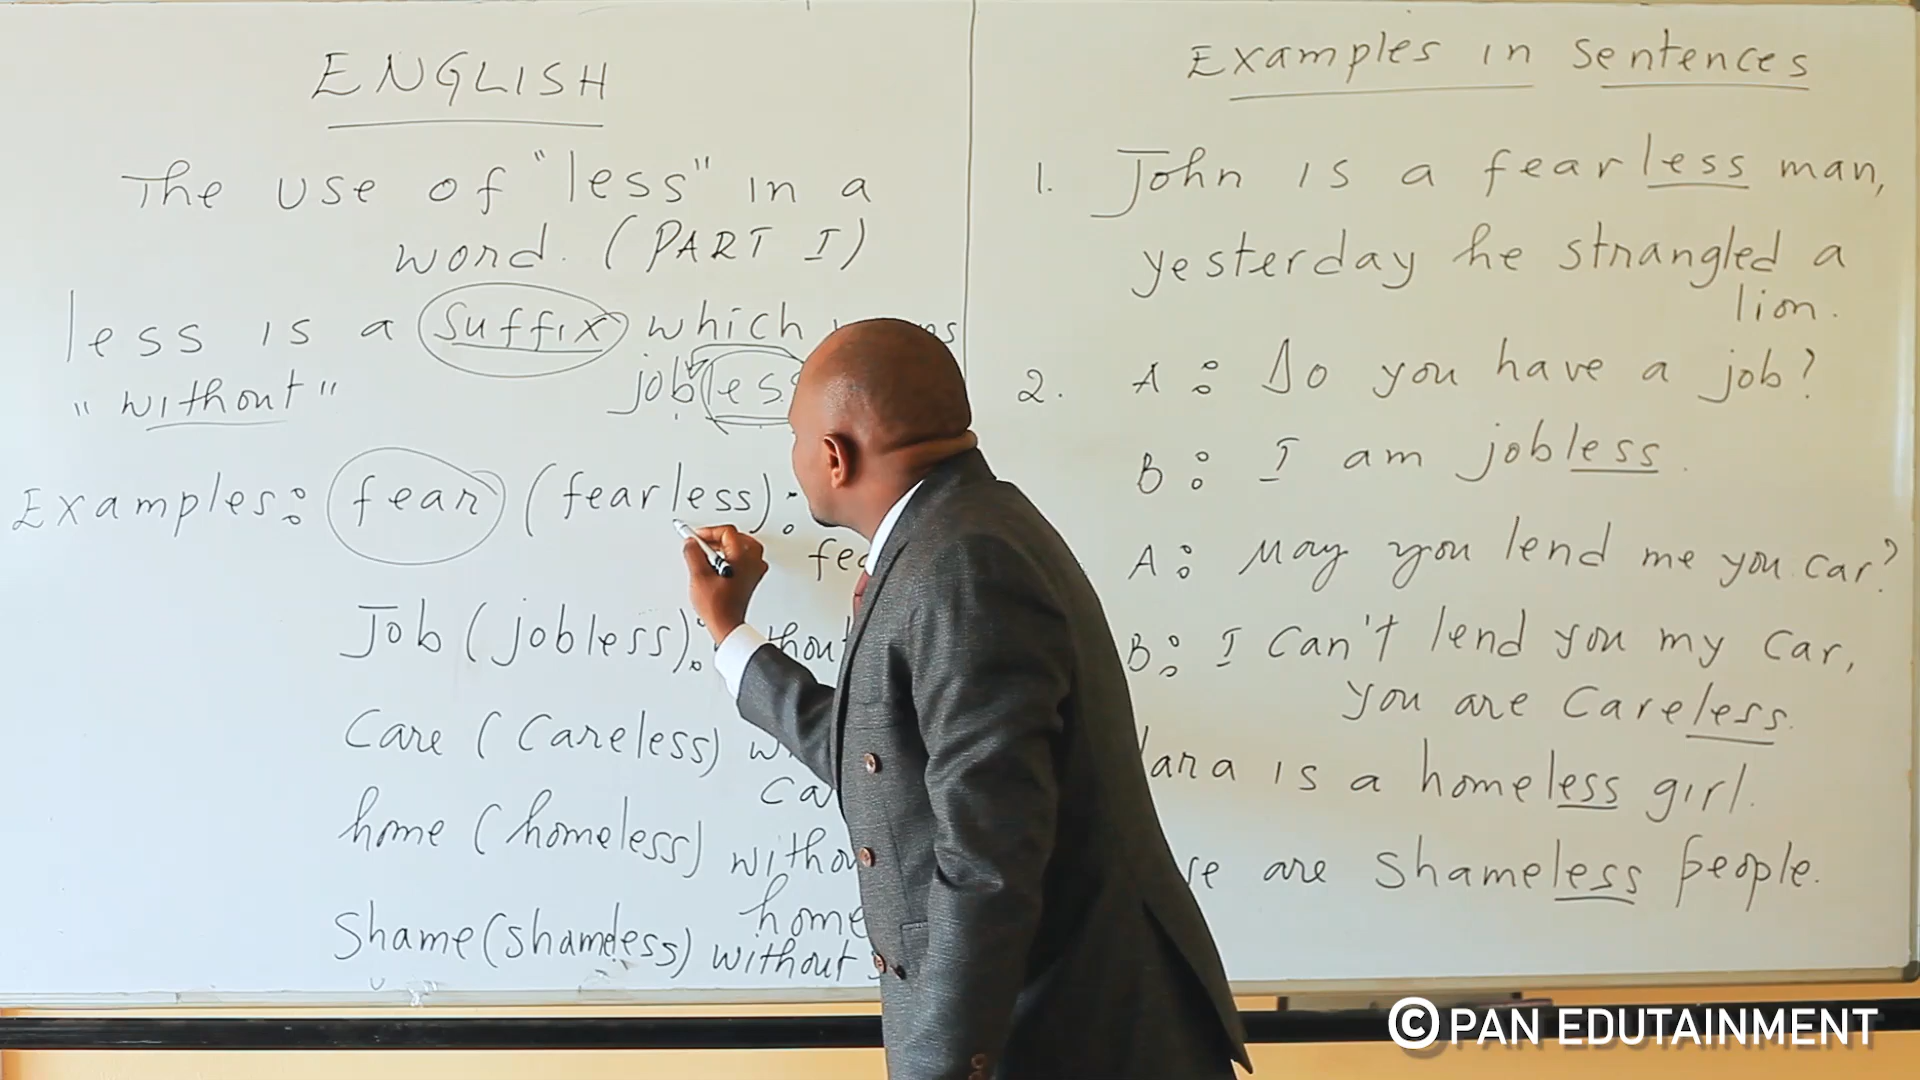 ENGLISH
The use of "less" in a
word. (PART I)
less is a suffix which
"without" jobless
Examples: fear (fearless):
Job (jobless):
Care (Careless)
home (homeless)
home
Shame (shameless) without
Examples in sentences
1. John is a fearless man,
yesterday he strangled a
lion.
2. A: Do you have a job?
B: I am jobless.
A: May you lend me you car?
B: I can't lend you my car,
you are careless.
is a homeless girl.
are shameless people.
© PAN EDUTAINMENT